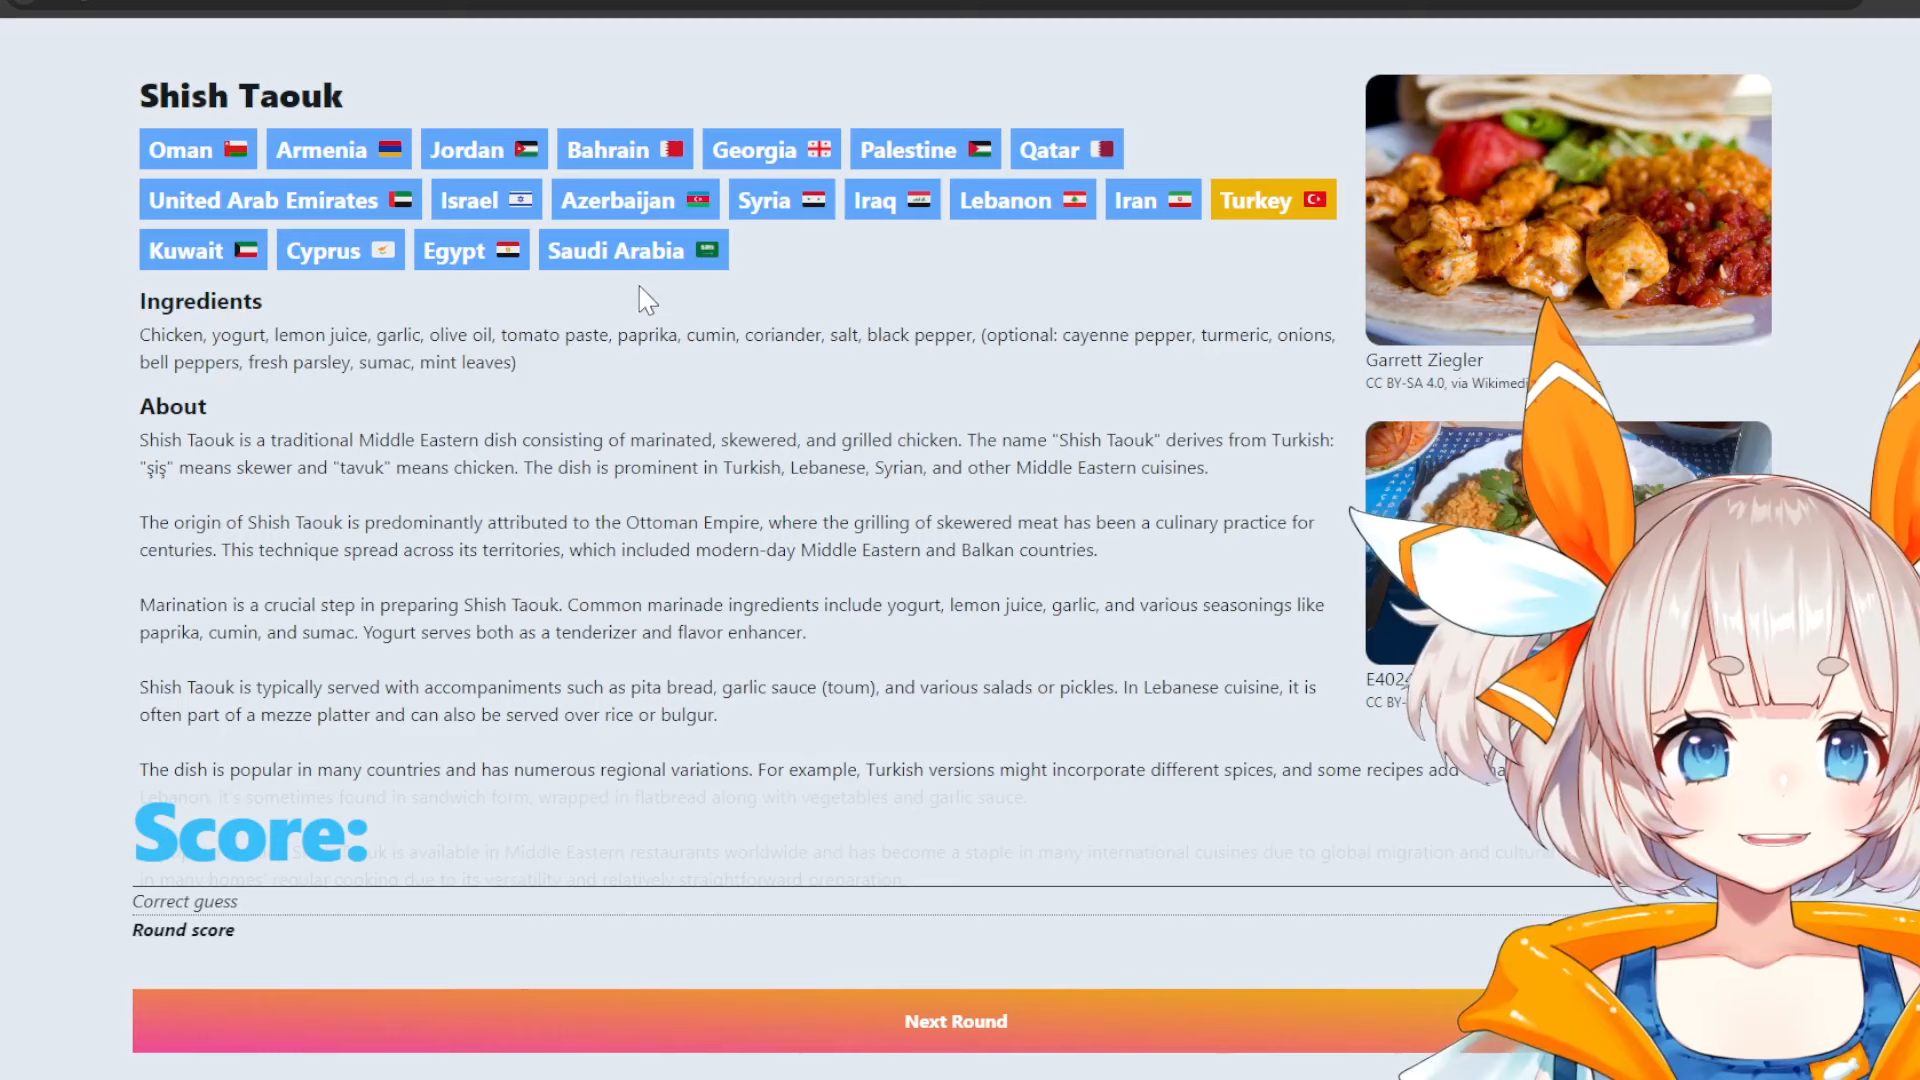 Shish Taouk
Oman Armenia Jordan Bahrain Georgia Palestine Qatar
United Arab Emirates Israel Azerbaijan Syria Iraq Lebanon Iran Turkey
Kuwait Cyprus Egypt Saudi Arabia
Ingredients
Chicken, yogurt, lemon juice, garlic, olive oil, tomato paste, paprika, cumin, coriander, salt, black pepper, (optional: cayenne pepper, turmeric, onions,
bell peppers, fresh parsley, sumac, mint leaves)
About
Shish Taouk is a traditional Middle Eastern dish consisting of marinated, skewered, and grilled chicken. The name "Shish Taouk" derives from Turkish:
"şiş" means skewer and "tavuk" means chicken. The dish is prominent in Turkish, Lebanese, Syrian, and other Middle Eastern cuisines.
The origin of Shish Taouk is predominantly attributed to the Ottoman Empire, where the grilling of skewered meat has been a culinary practice for
centuries. This technique spread across its territories, which included modern-day Middle Eastern and Balkan countries.
Marination is a crucial step in preparing Shish Taouk. Common marinade ingredients include yogurt, lemon juice, garlic, and various seasonings like
paprika, cumin, and sumac. Yogurt serves both as a tenderizer and flavor enhancer.
Shish Taouk is typically served with accompaniments such as pita bread, garlic sauce (toum), and various salads or pickles. In Lebanese cuisine, it is
often part of a mezze platter and can also be served over rice or bulgur.
The dish is popular in many countries and has numerous regional variations. For example, Turkish versions might incorporate different spices, and some recipes add
Lebanon, it's sometimes found in sandwich form, wrapped in flatbread along with vegetables and garlic sauce.
is available in Middle Eastern restaurants worldwide and has become a staple in many international cuisines due to global migration and cultural
in many homes' regular cooking due to its versatility and relatively straightforward preparation.
Score:
Correct guess
Round score
Next Round
Garrett Ziegler
CC BY-SA 4.0, via
E402
CC BY-